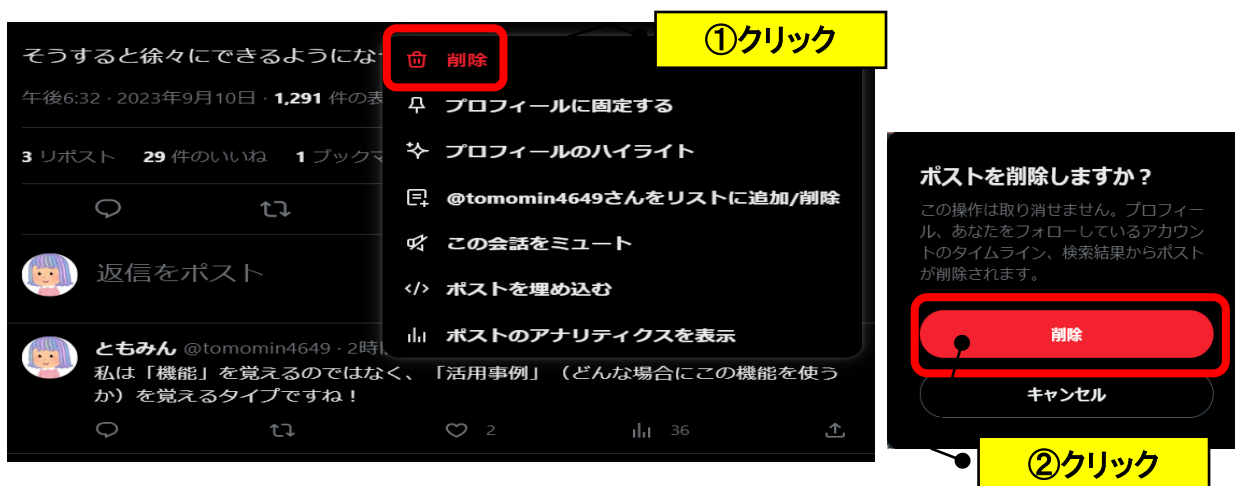 ①クリック
そうすると徐々にできるようにな
午後6:32 · 2023年9月10日 · 1,291 件の表
3 リポスト 29 件のいいね 1 ブックマ
返信をポスト
ともみん @tomomin4649 · 2時
私は「機能」を覚えるのではなく、「活用事例」（どんな場合にこの機能を使う
か）を覚えるタイプですね！
2 36
削除
プロフィールに固定する
プロフィールのハイライト
@tomomin4649さんをリストに追加/削除
この会話をミュート
ポストを埋め込む
ポストのアナリティクスを表示
ポストを削除しますか？
この操作は取り消せません。プロフィー
ル、あなたをフォローしているアカウン
トのタイムライン、検索結果からポスト
が削除されます。
削除
キャンセル
②クリック